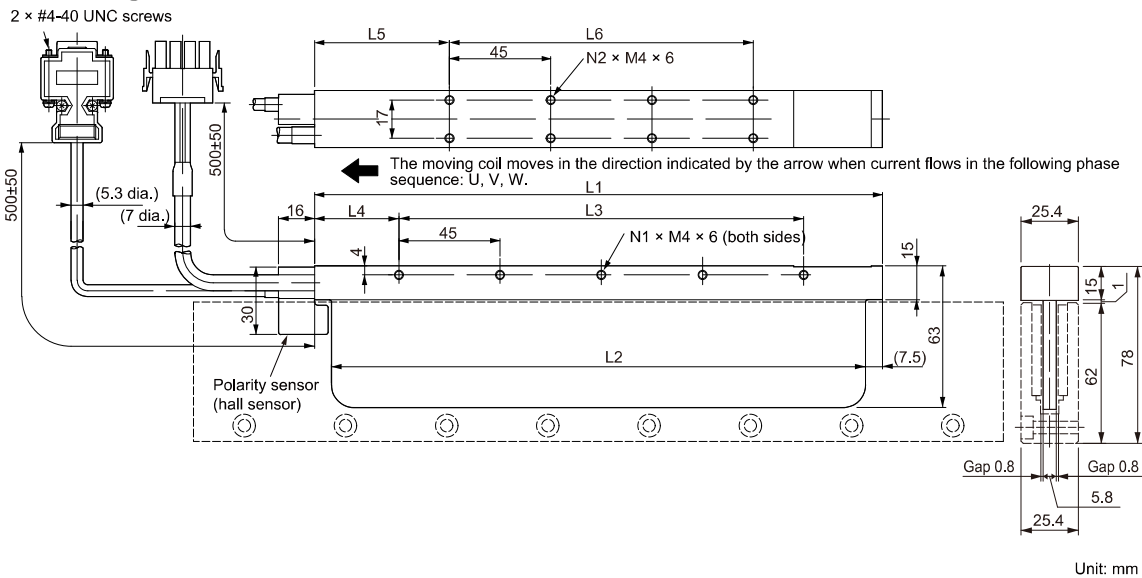 2 × #4-40 UNC screws
L5
L6
45
N2 × M4 × 6
17
500±50
500±50
The moving coil moves in the direction indicated by the arrow when current flows in the following phase
sequence: U, V, W.
L1
(5.3 dia.)
(7 dia.)
16
L4
L3
25.4
45
N1 × M4 × 6 (both sides)
4
15
15
1
30
63
62
78
L2
(7.5)
Polarity sensor
(hall sensor)
Gap 0.8
Gap 0.8
5.8
25.4
Unit: mm